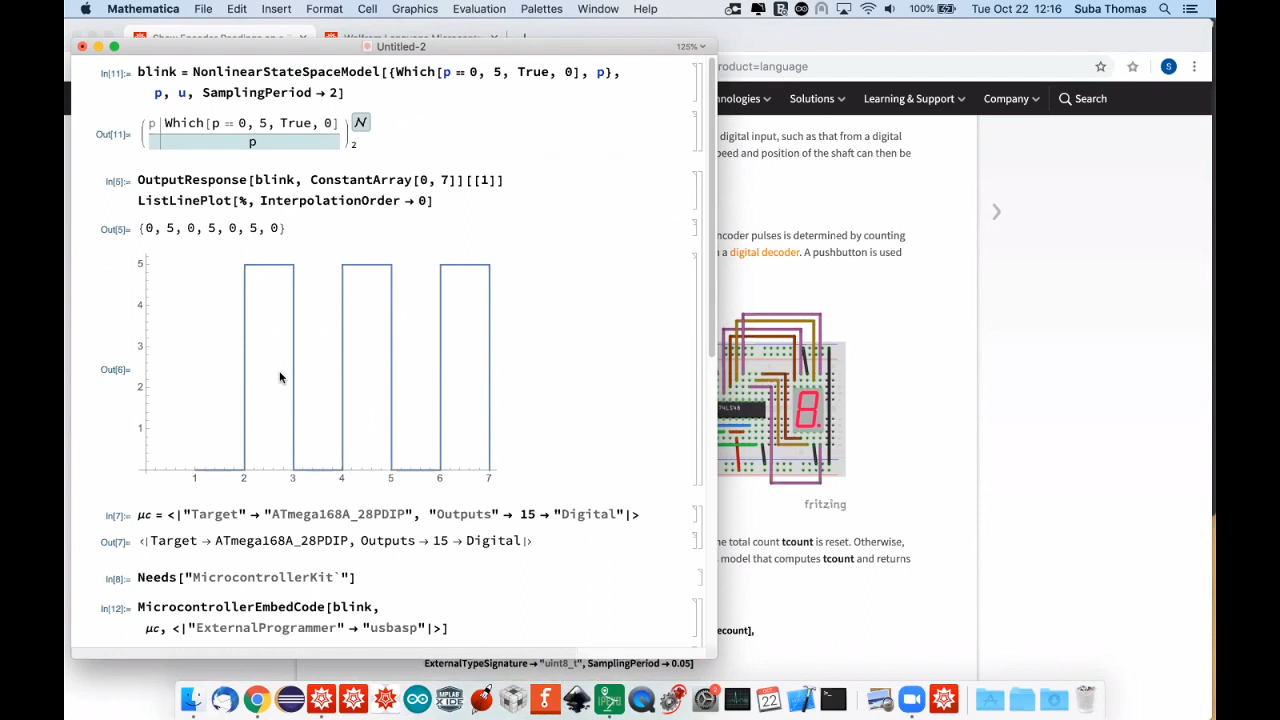 Mathematica File Edit Insert Format Cell Graphics Evaluation Palettes Window Help 100% Tue Oct 22 12:16 Suba Thomas
Untitled-2
125%
product=language
nologies Solutions Learning & Support Company Search
In[11]:= blink = NonlinearStateSpaceModel[{Which[p == 0, 5, True, 0], p},
p, u, SamplingPeriod → 2]
Out[11]= ( p Which[p == 0, 5, True, 0] N
p ) 2
digital input, such as that from a digital
peed and position of the shaft can then be
In[5]:= OutputResponse[blink, ConstantArray[0, 7]][[1]]
ListLinePlot[%, InterpolationOrder → 0]
Out[5]= {0, 5, 0, 5, 0, 5, 0}
ncoder pulses is determined by counting
n a digital decoder. A pushbutton is used
5
4
3
Out[6]=
2
1
1 2 3 4 5 6 7
fritzing
In[7]:= μc = <|"Target" → "ATmega168A_28PDIP", "Outputs" → 15 → "Digital"|>
Out[7]= <|Target → ATmega168A_28PDIP, Outputs → 15 → Digital|>
he total count tcount is reset. Otherwise,
s model that computes tcount and returns
In[8]:= Needs["MicrocontrollerKit`"]
In[12]:= MicrocontrollerEmbedCode[blink,
μc, <|"ExternalProgrammer" → "usbasp"|>]
ecount],
ExternalTypeSignature → "uint8_t", SamplingPeriod → 0.05]